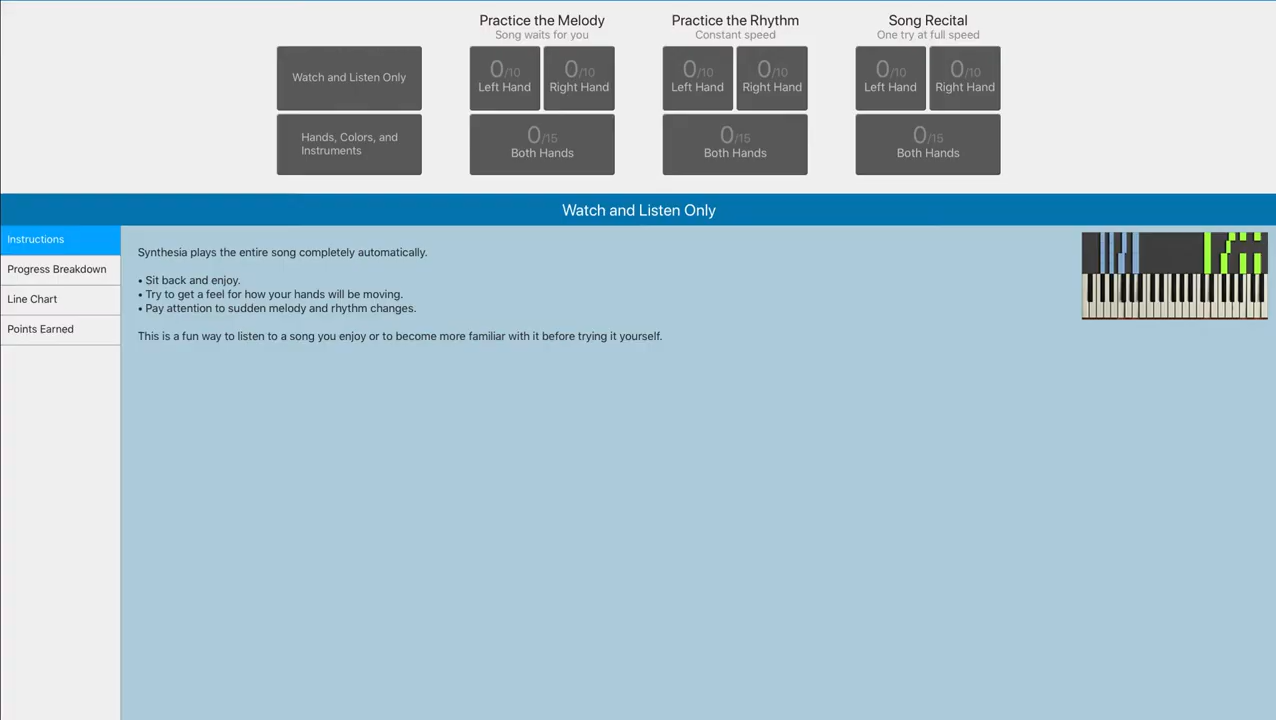 Practice the Melody
Song waits for you
Practice the Rhythm
Constant speed
Song Recital
One try at full speed
Watch and Listen Only
0/10
Left Hand
0/10
Right Hand
0/10
Left Hand
0/10
Right Hand
0/10
Left Hand
0/10
Right Hand
Hands, Colors, and
Instruments
0/15
Both Hands
0/15
Both Hands
0/15
Both Hands
Watch and Listen Only
Instructions
Progress Breakdown
Line Chart
Points Earned
Synthesia plays the entire song completely automatically.
• Sit back and enjoy.
• Try to get a feel for how your hands will be moving.
• Pay attention to sudden melody and rhythm changes.
This is a fun way to listen to a song you enjoy or to become more familiar with it before trying it yourself.